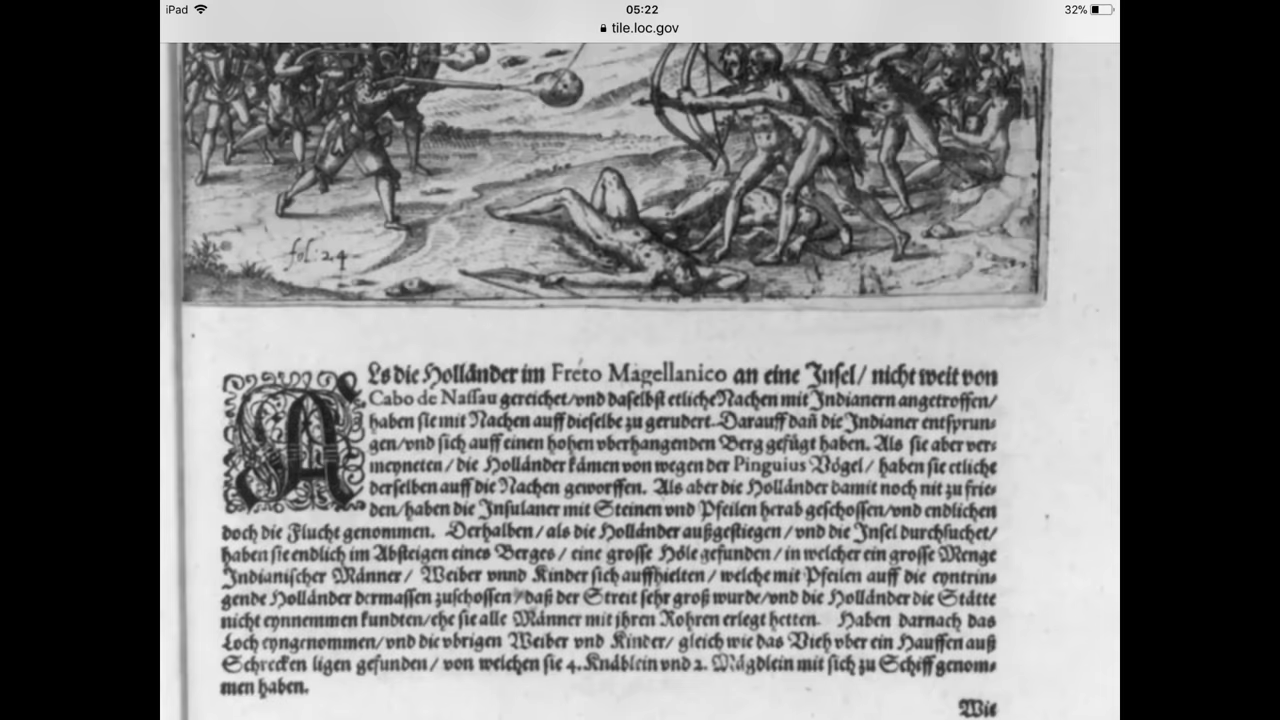 iPad
05:22
32%
tile.loc.gov
fol: 24
ALs die Holländer im Freto Magellanico an eine Insel/ nicht weit von
Cabo de Nassau gereichet/vnd daselbst etliche Nachen mit Indianern angetroffen/
haben sie mit Nachen auff dieselbe zu gerudert. Darauff dañ die Indianer entsprun-
gen/vnd sich auff einen hohen vberhangenden Berg gefügt haben. Als sie aber ver-
meyneten/die Holländer kämen von wegen der Pinguius Vögel/ haben sie etliche
derselben auff die Nachen geworffen. Als aber die Holländer damit noch nit zu frie-
den/haben die Insulaner mit Steinen vnd Pfeilen herab geschossen/vnd endlichen
doch die Flucht genommen. Derhalben/als die Holländer außgestiegen/vnd die Insel durchsuchet/
haben sie endlich im Absteigen eines Berges/ eine grosse Höle gefunden/in welcher ein grosse Menge
Indianischer Männer/ Weiber vnnd Kinder sich auffhielten/welche mit Pfeilen auff die eyntrin-
gende Holländer dermassen zuschossen/daß der Streit sehr groß wurde/vnd die Holländer die Stätte
nicht eynnemmen kundten/ehe sie alle Männer mit jhren Rohren erlegt hetten. Haben darnach das
Loch eyngenommen/vnd die vbrigen Weiber vnd Kinder/ gleich wie das Vieh vber ein Hauffen auß
Schrecken ligen gefunden/von welchen sie 4. Knäblein vnd 2. Mägdlein mit sich zu Schiff genom-
men haben.
Wie